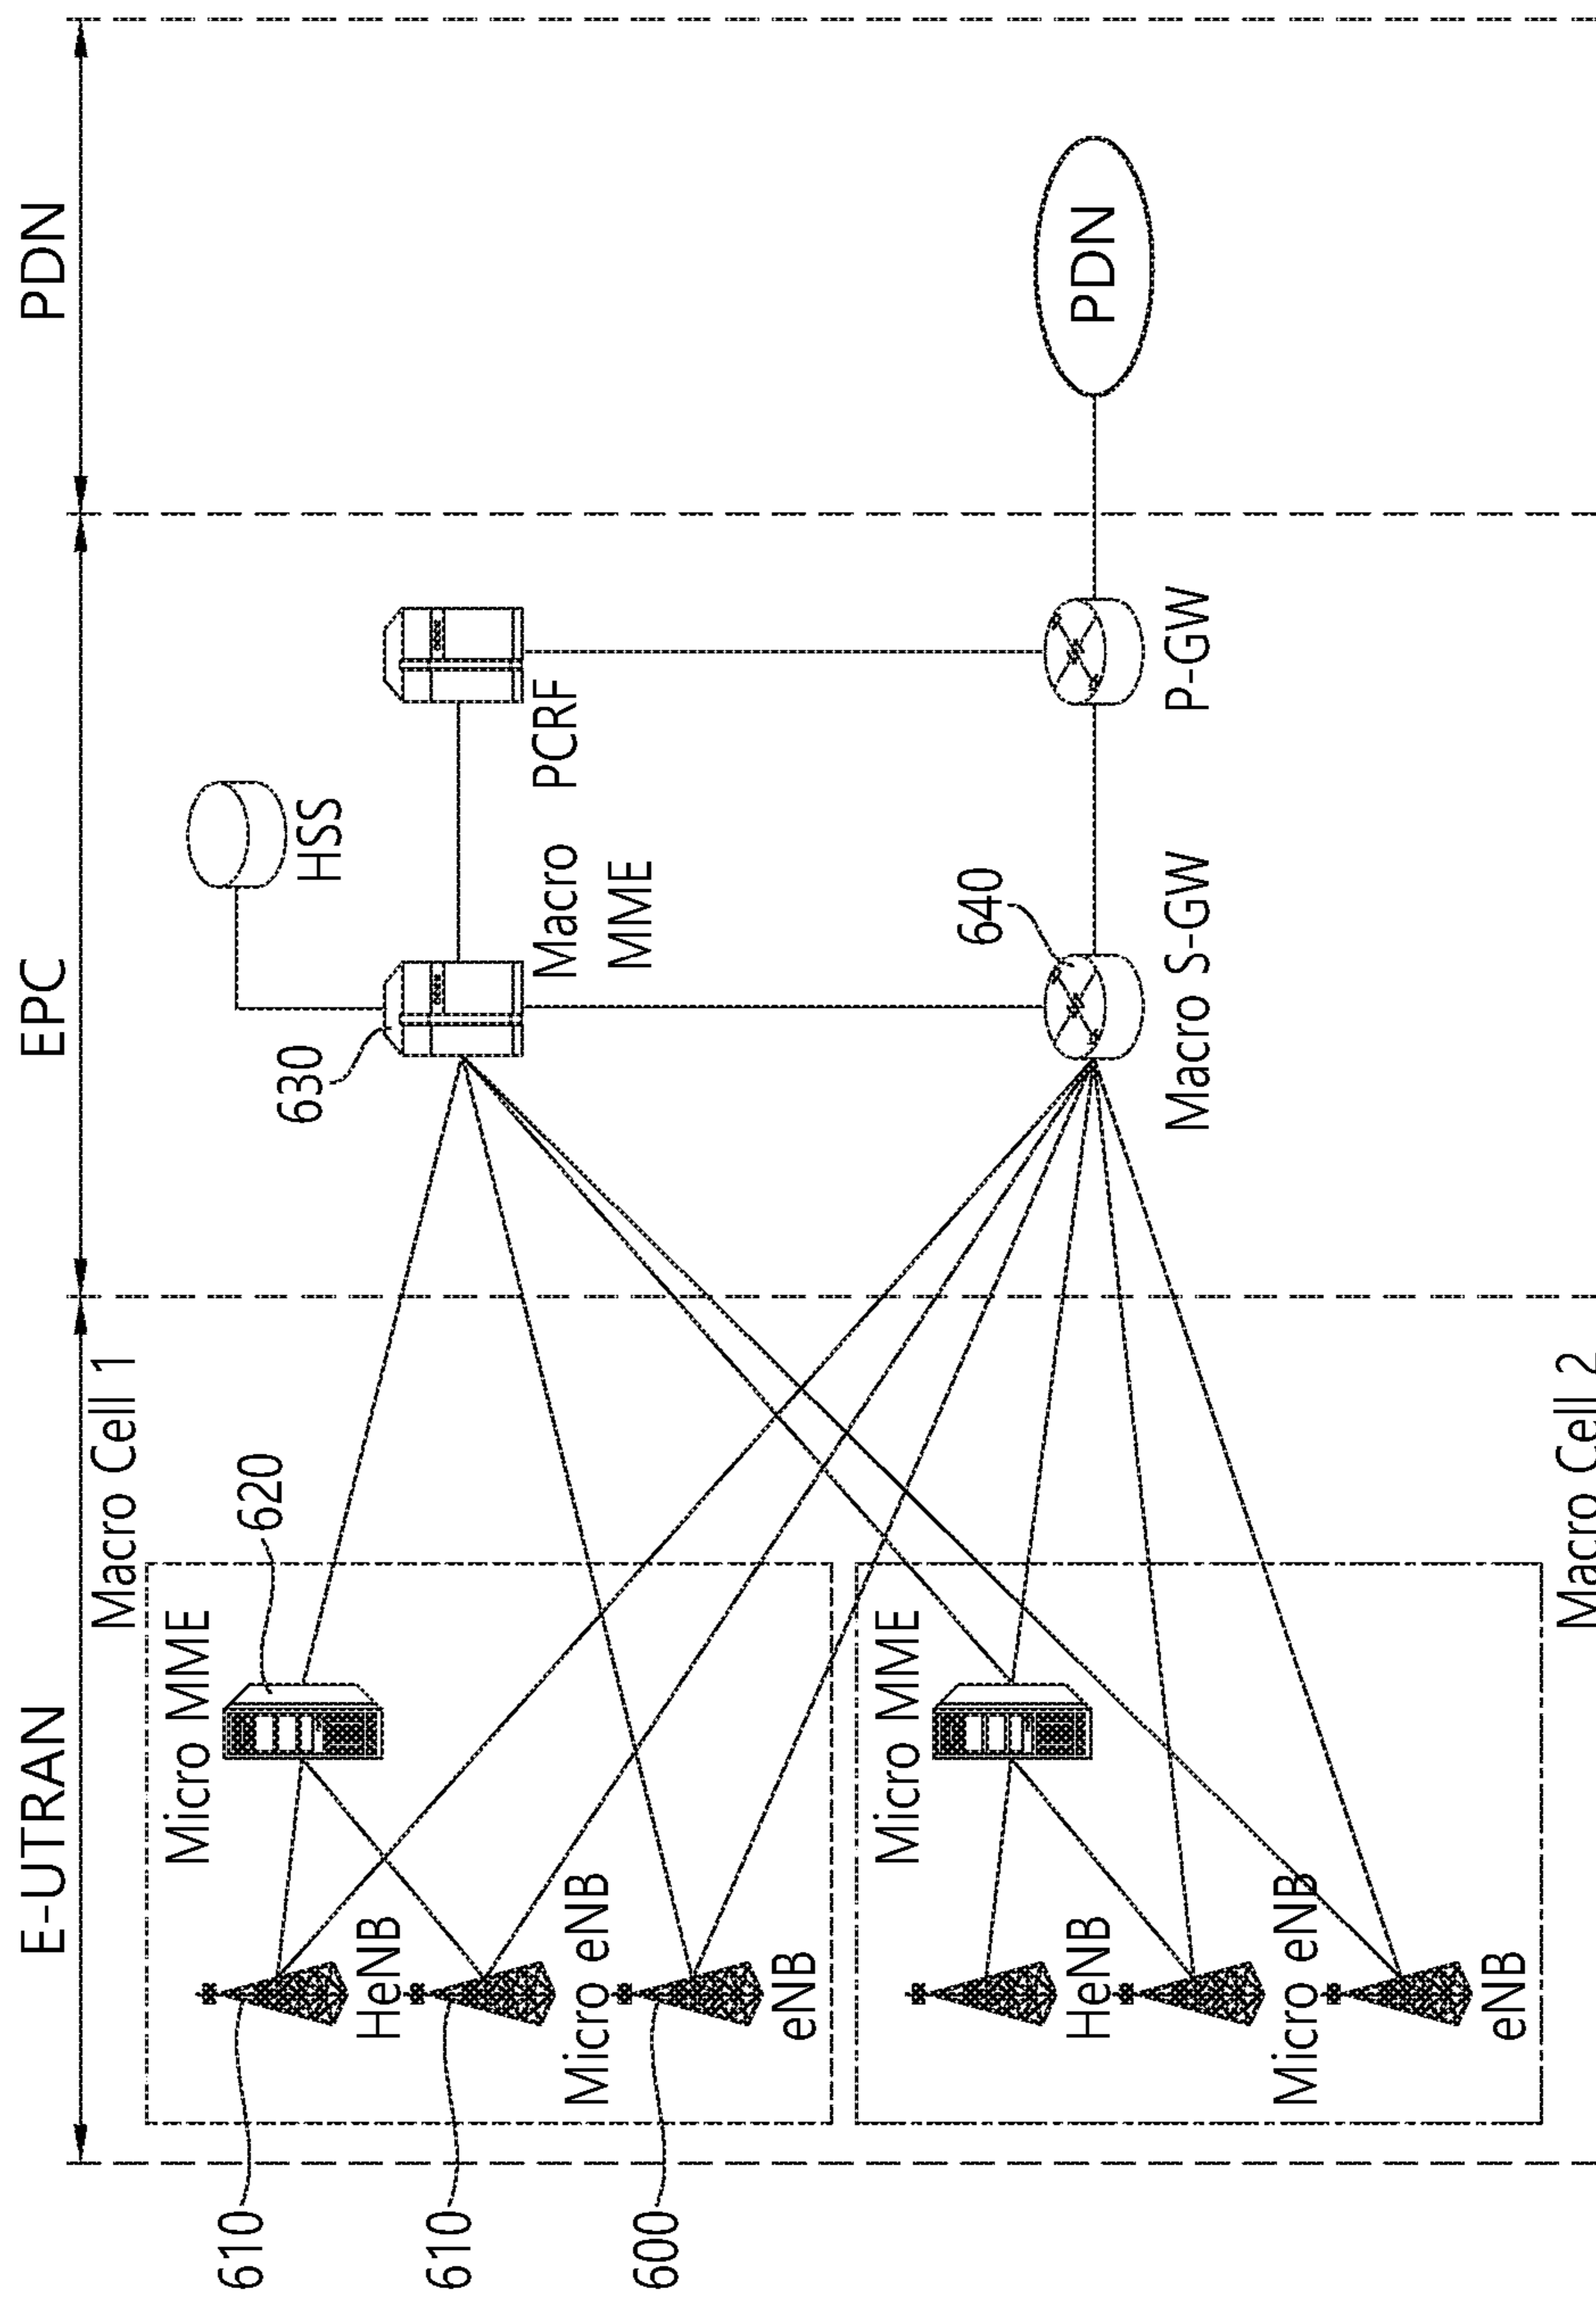 E-UTRAN
EPC
PDN
Macro Cell 1
Micro MME
620
610
HeNB
610
Micro eNB
600
eNB
Micro MME
HeNB
Micro eNB
eNB
Macro Cell 2
HSS
630
Macro
MME
PCRF
640
Macro S-GW
P-GW
PDN